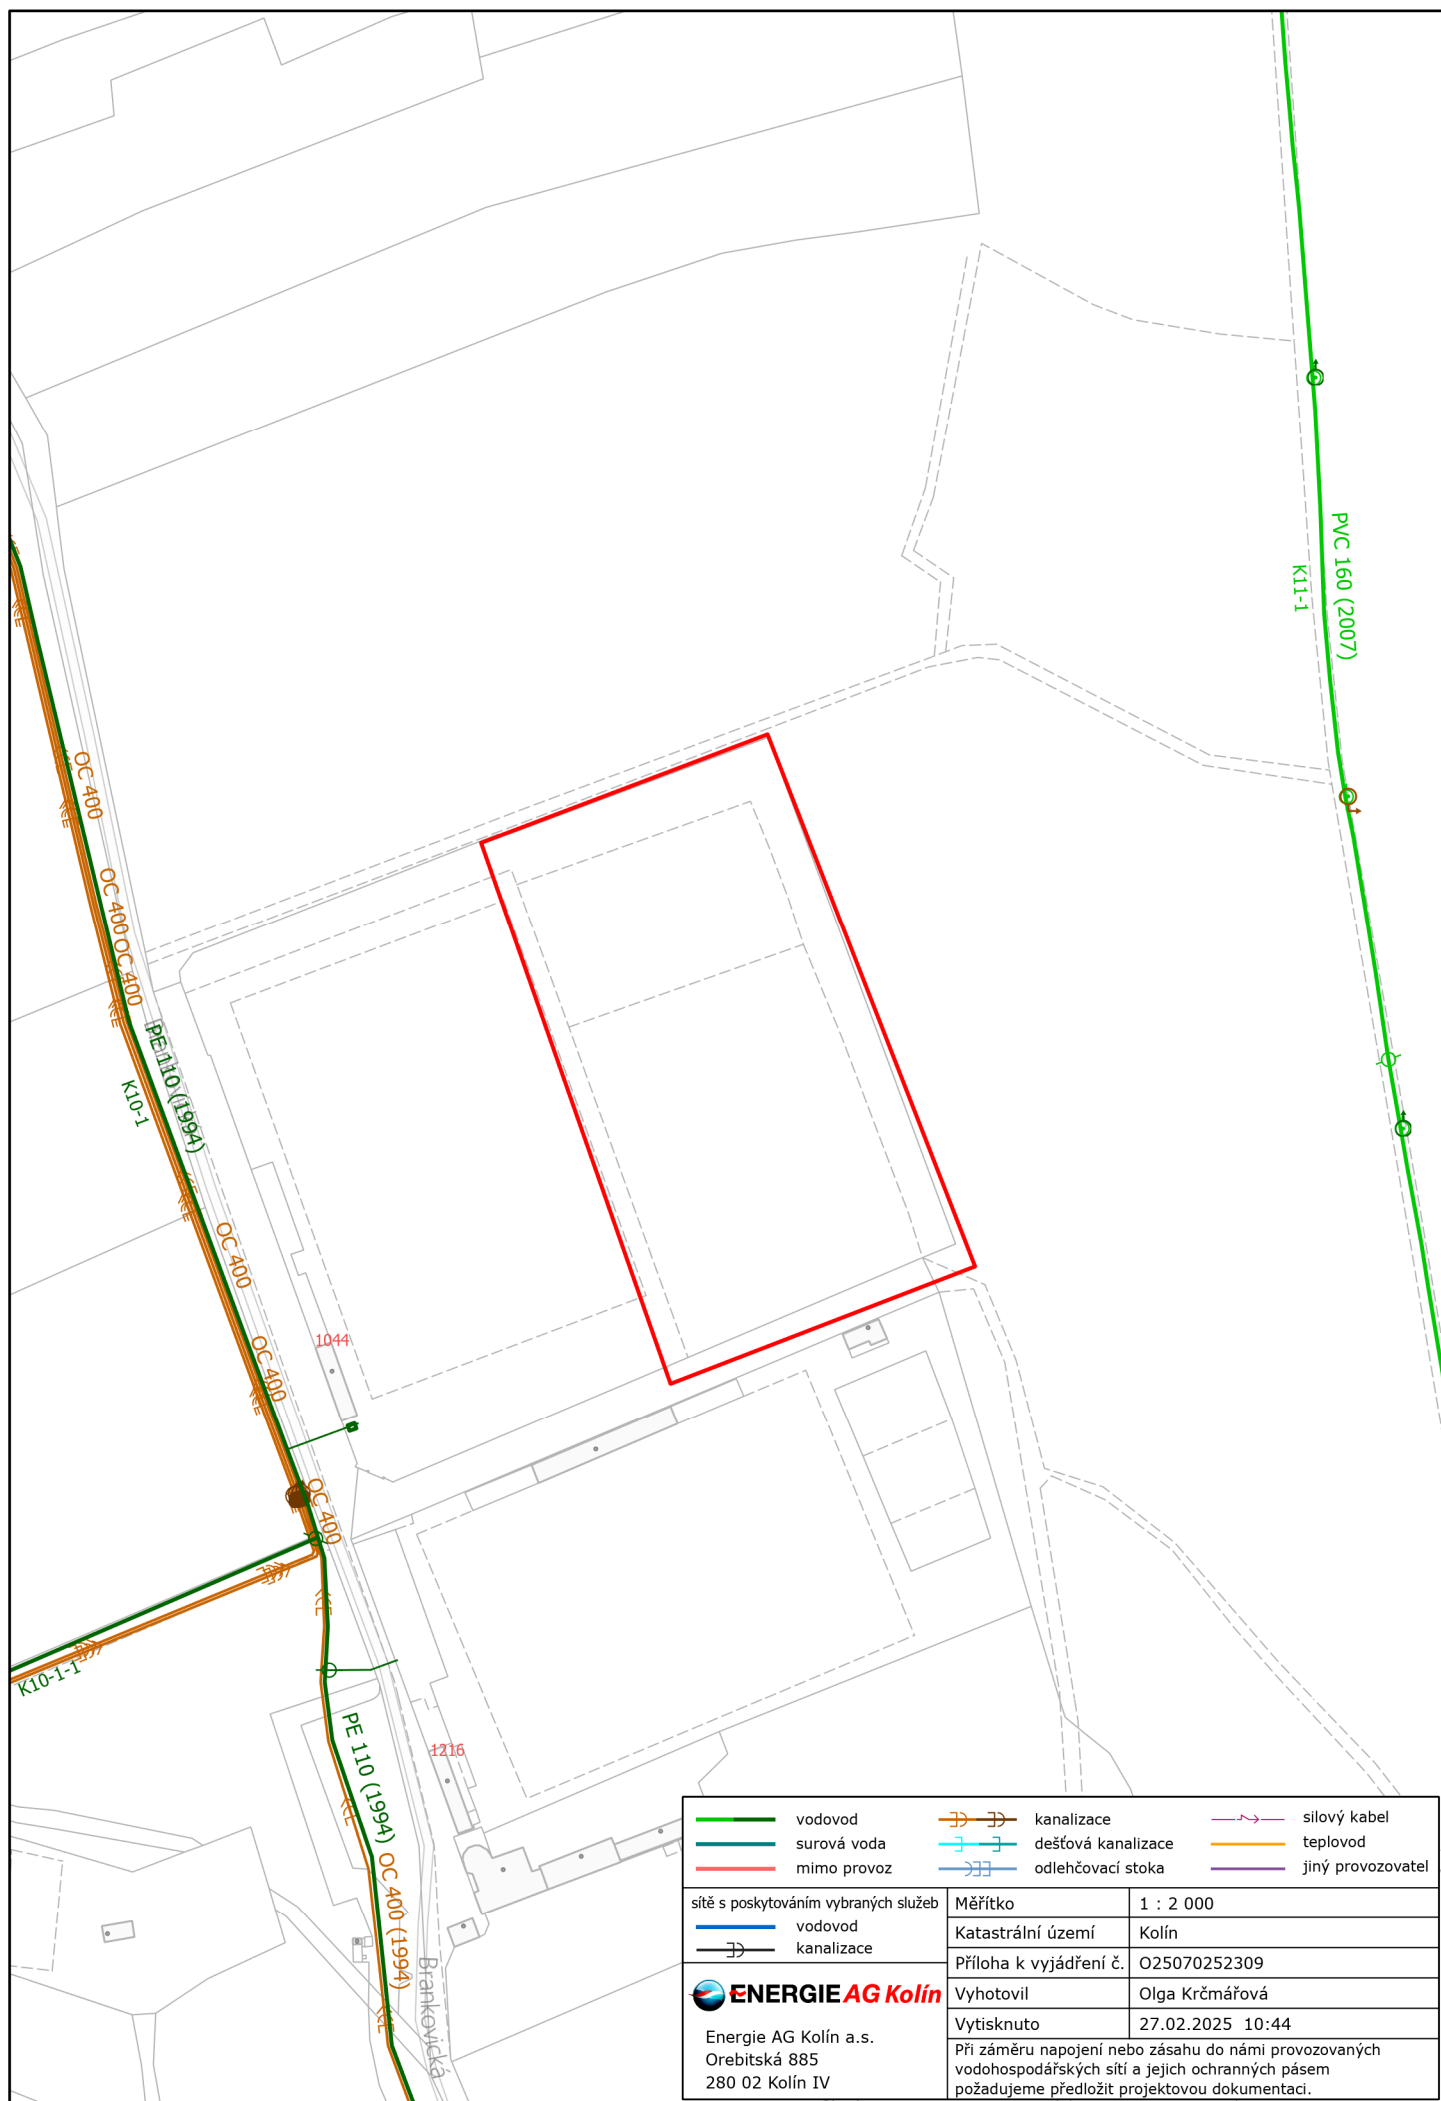 PVC 160 (2007)
K11-1
OC 400
OC 400
OC 400
PE 110 (1994)
K10-1
OC 400
OC 400
1044
OC 400
K10-1-1
PE 110 (1994)
1216
OC 400 (1994)
Brankovická
vodovod
kanalizace
silový kabel
surová voda
dešťová kanalizace
teplovod
mimo provoz
odlehčovací stoka
jiný provozovatel
sítě s poskytováním vybraných služeb
vodovod
kanalizace
Měřítko 1 : 2 000
Katastrální území Kolín
Příloha k vyjádření č. O25070252309
Vyhotovil Olga Krčmářová
Vytisknuto 27.02.2025 10:44
ENERGIE AG Kolín
Energie AG Kolín a.s.
Orebitská 885
280 02 Kolín IV
Při záměru napojení nebo zásahu do námi provozovaných
vodohospodářských sítí a jejich ochranných pásem
požadujeme předložit projektovou dokumentaci.